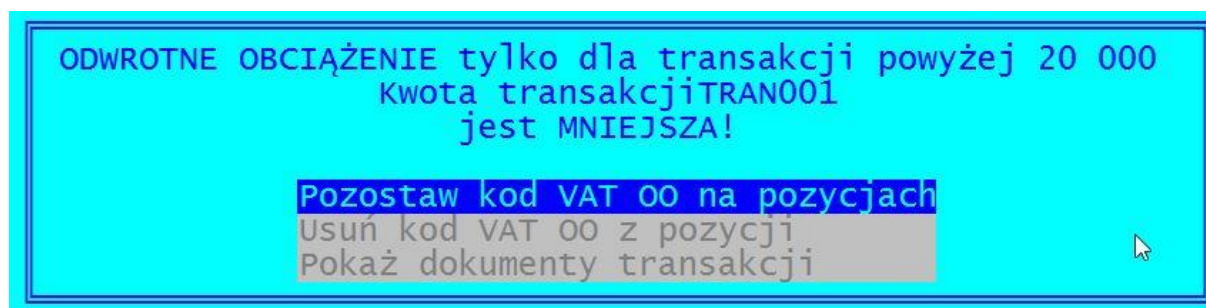 ODWROTNE OBCIĄŻENIE tylko dla transakcji powyżej 20 000
Kwota transakcjiTRAN001
jest MNIEJSZA!
Pozostaw kod VAT OO na pozycjach
Usuń kod VAT OO z pozycji
Pokaż dokumenty transakcji